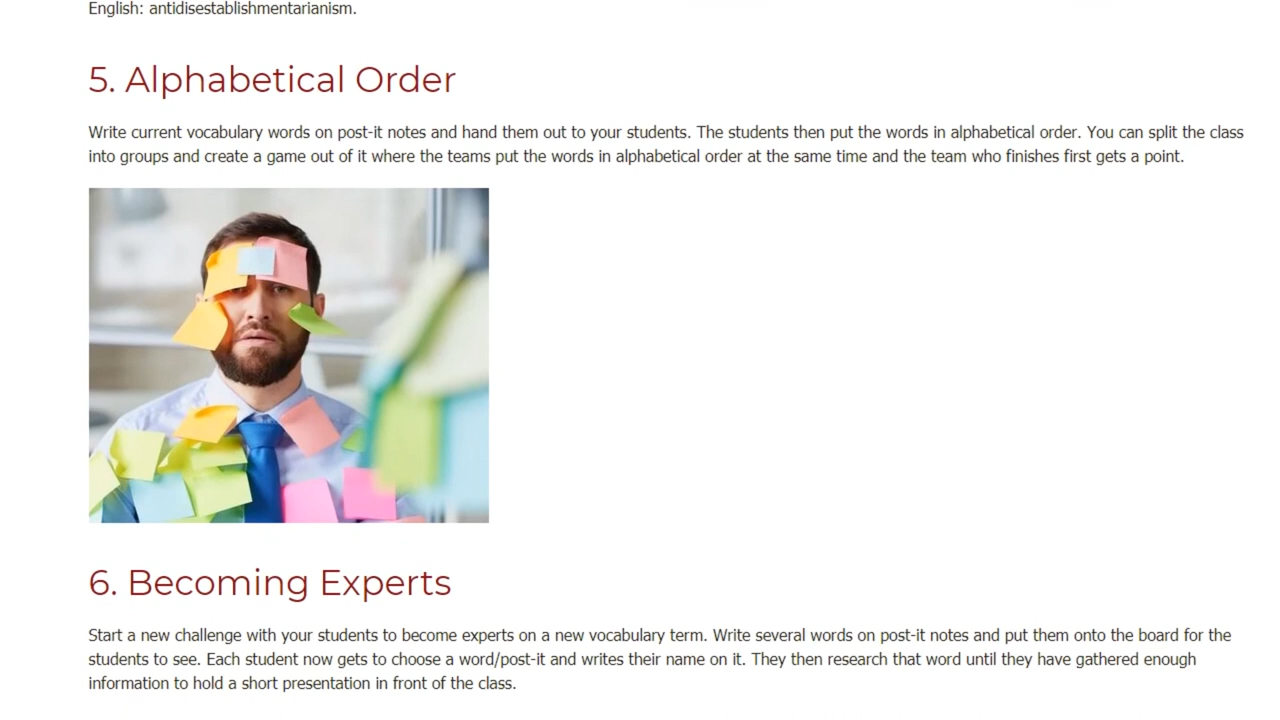 English: antidisestablishmentarianism.
5. Alphabetical Order
Write current vocabulary words on post-it notes and hand them out to your students. The students then put the words in alphabetical order. You can split the class
into groups and create a game out of it where the teams put the words in alphabetical order at the same time and the team who finishes first gets a point.
6. Becoming Experts
Start a new challenge with your students to become experts on a new vocabulary term. Write several words on post-it notes and put them onto the board for the
students to see. Each student now gets to choose a word/post-it and writes their name on it. They then research that word until they have gathered enough
information to hold a short presentation in front of the class.